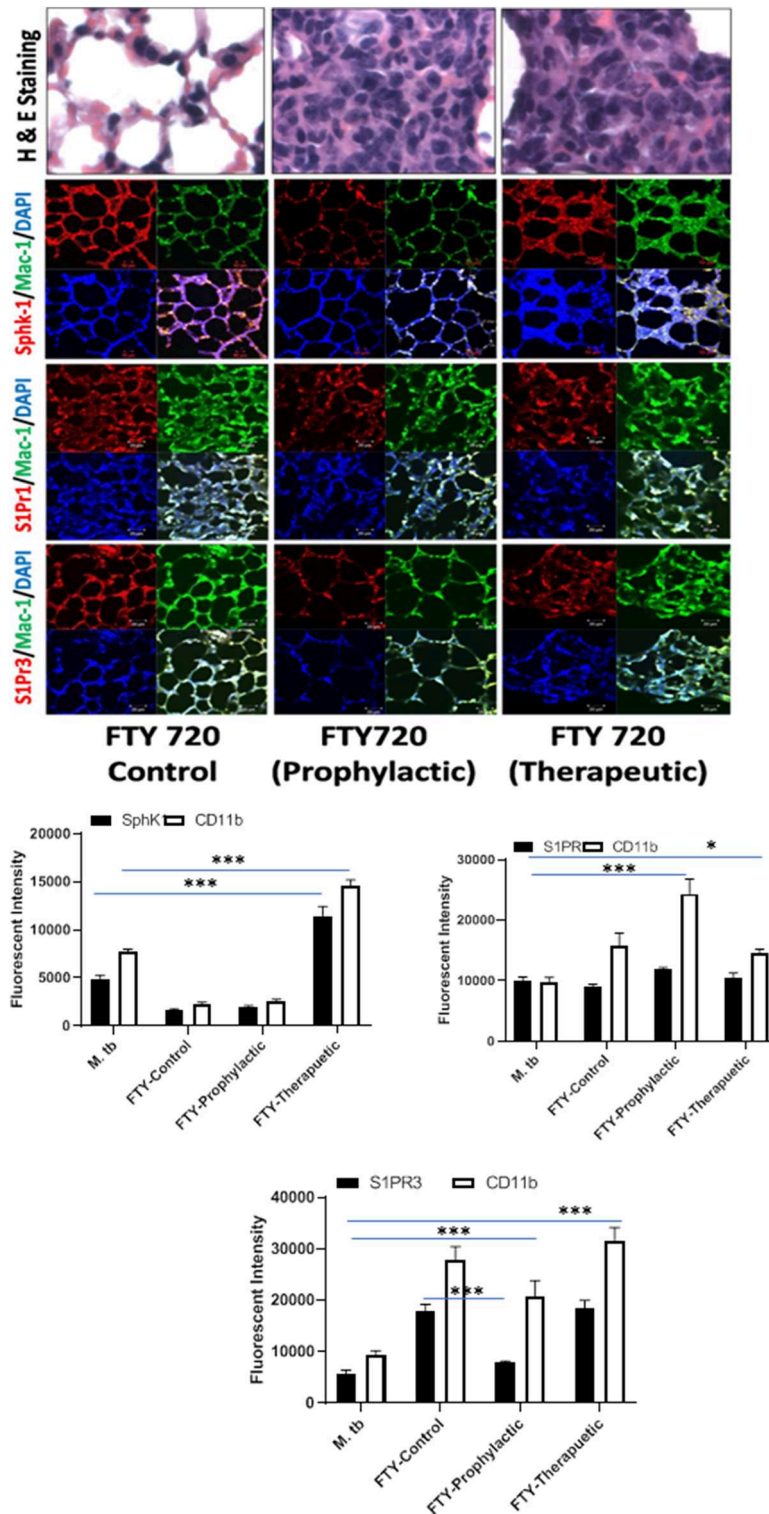 H & E Staining
Sphk-1/Mac-1/DAPI
S1Pr1/Mac-1/DAPI
S1Pr3/Mac-1/DAPI
FTY 720
Control
FTY720
(Prophylactic)
FTY 720
(Therapeutic)
SphK CD11b
Fluorescent Intensity
20000
15000
10000
5000
0
***
***
M. tb
FTY-Control
FTY-Prophylactic
FTY-Therapuetic
S1PR CD11b
Fluorescent Intensity
30000
20000
10000
0
*
***
M. tb
FTY-Control
FTY-Prophylactic
FTY-Therapuetic
S1PR3 CD11b
Fluorescent Intensity
40000
30000
20000
10000
0
***
***
***
M. tb
FTY-Control
FTY-Prophylactic
FTY-Therapuetic